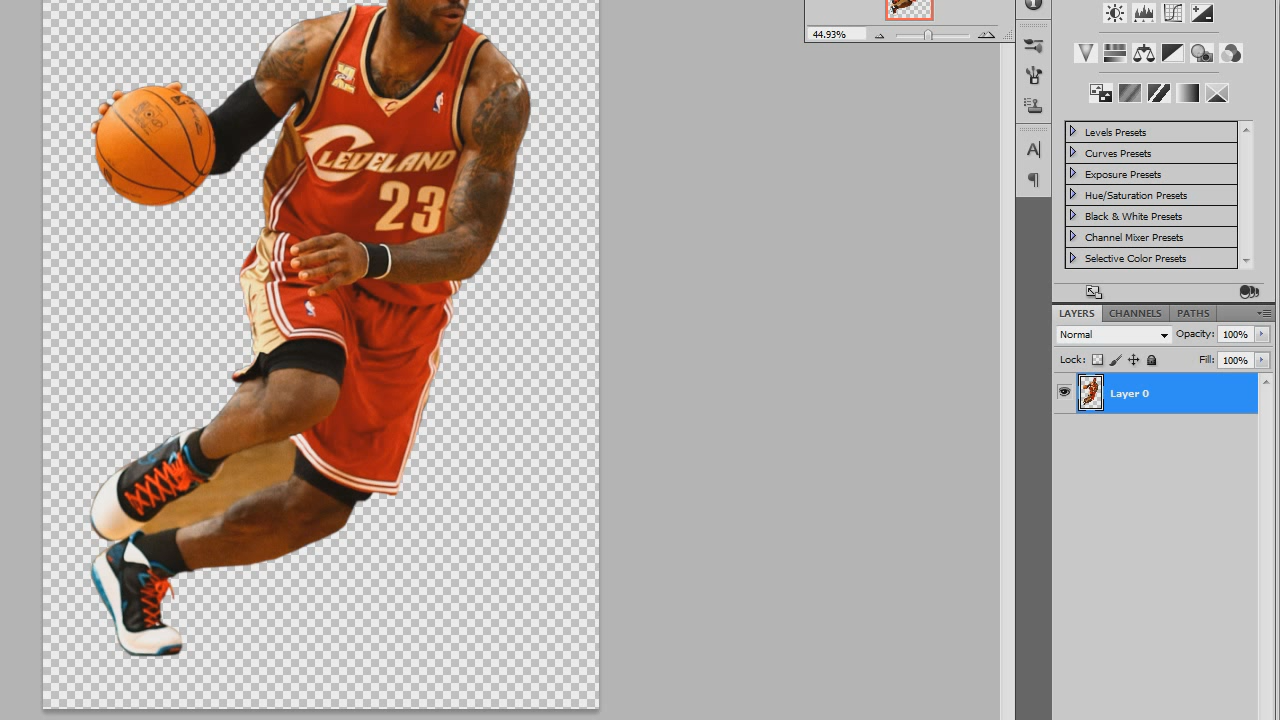 44.93%
CLEVELAND
23
A
Levels Presets
Curves Presets
Exposure Presets
Hue/Saturation Presets
Black & White Presets
Channel Mixer Presets
Selective Color Presets
LAYERS CHANNELS PATHS
Normal Opacity: 100%
Lock: Fill: 100%
Layer 0